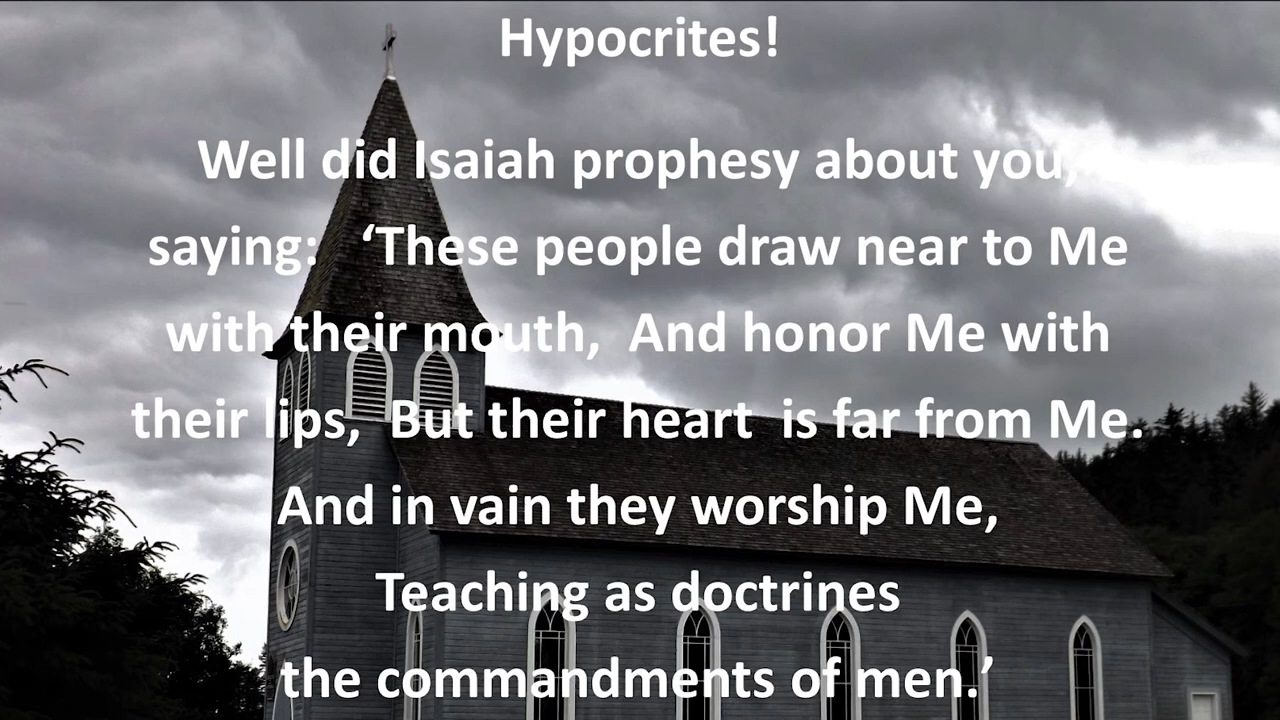 Hypocrites!
Well did Isaiah prophesy about you,
saying: ‘These people draw near to Me
with their mouth, And honor Me with
their lips, But their heart is far from Me.
And in vain they worship Me,
Teaching as doctrines
the commandments of men.’